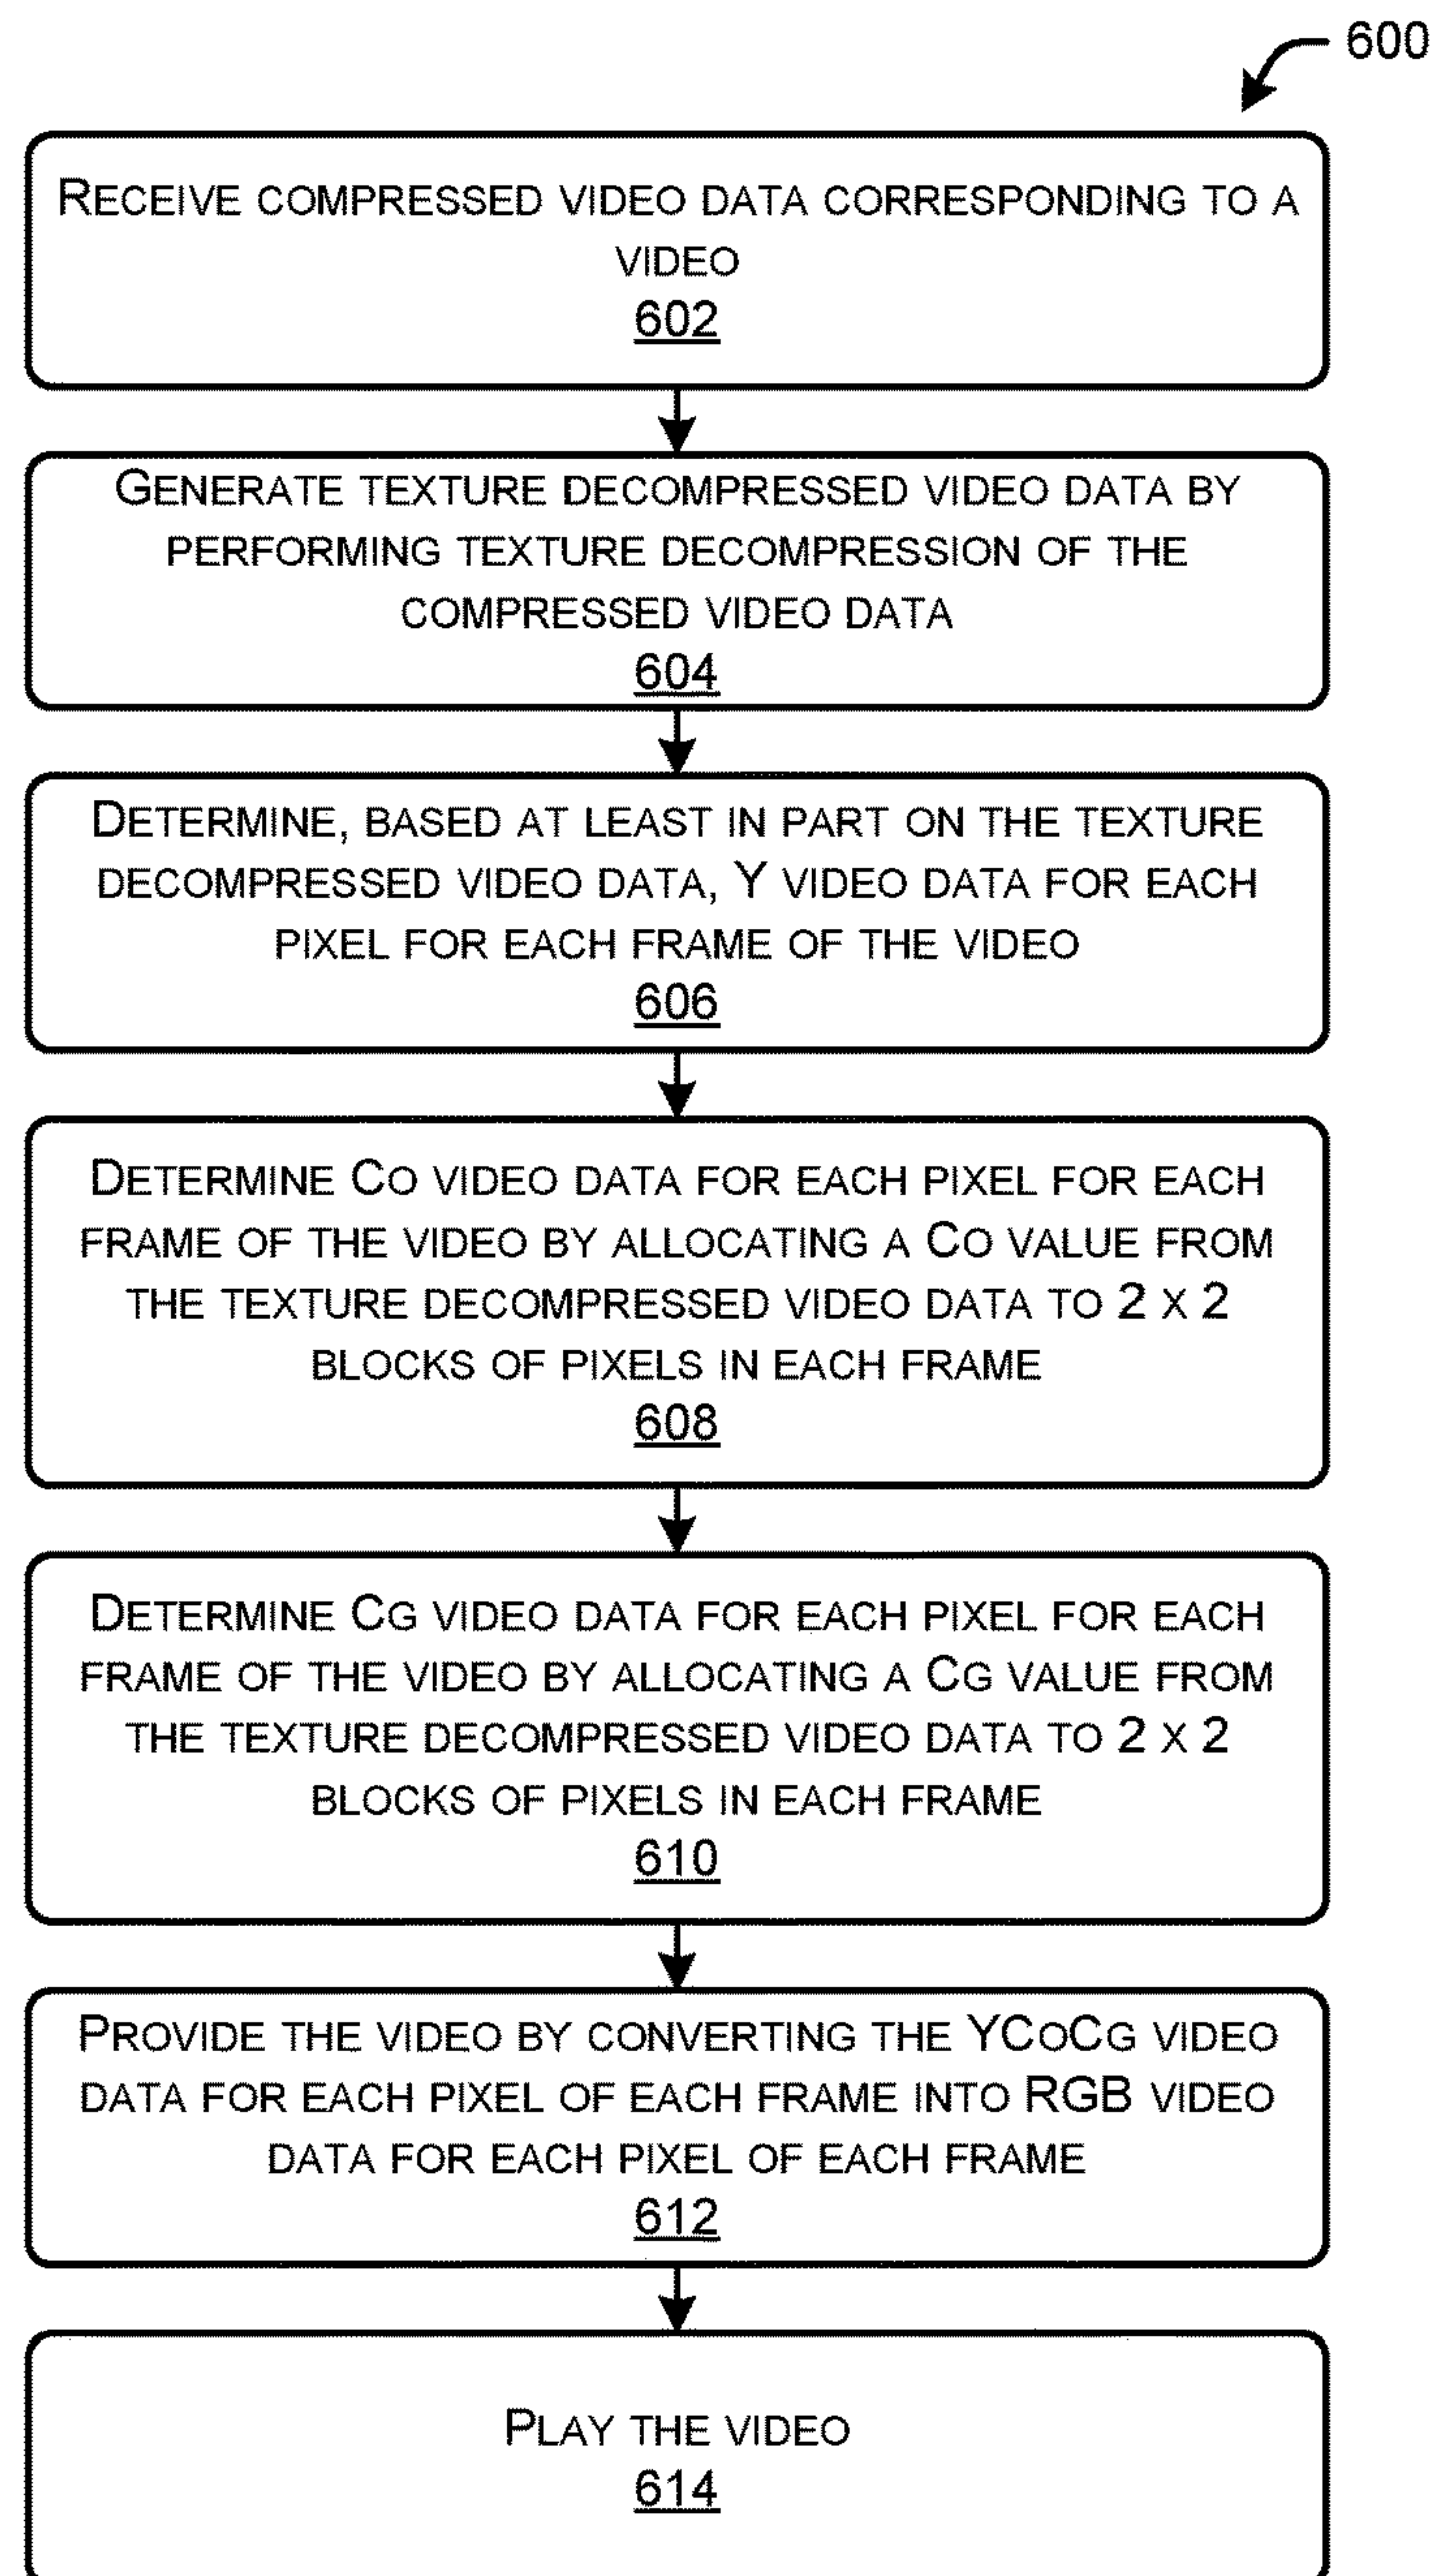 600
RECEIVE COMPRESSED VIDEO DATA CORRESPONDING TO A
VIDEO
602
GENERATE TEXTURE DECOMPRESSED VIDEO DATA BY
PERFORMING TEXTURE DECOMPRESSION OF THE
COMPRESSED VIDEO DATA
604
DETERMINE, BASED AT LEAST IN PART ON THE TEXTURE
DECOMPRESSED VIDEO DATA, Y VIDEO DATA FOR EACH
PIXEL FOR EACH FRAME OF THE VIDEO
606
DETERMINE CO VIDEO DATA FOR EACH PIXEL FOR EACH
FRAME OF THE VIDEO BY ALLOCATING A CO VALUE FROM
THE TEXTURE DECOMPRESSED VIDEO DATA TO 2 X 2
BLOCKS OF PIXELS IN EACH FRAME
608
DETERMINE CG VIDEO DATA FOR EACH PIXEL FOR EACH
FRAME OF THE VIDEO BY ALLOCATING A CG VALUE FROM
THE TEXTURE DECOMPRESSED VIDEO DATA TO 2 X 2
BLOCKS OF PIXELS IN EACH FRAME
610
PROVIDE THE VIDEO BY CONVERTING THE YCOCG VIDEO
DATA FOR EACH PIXEL OF EACH FRAME INTO RGB VIDEO
DATA FOR EACH PIXEL OF EACH FRAME
612
PLAY THE VIDEO
614